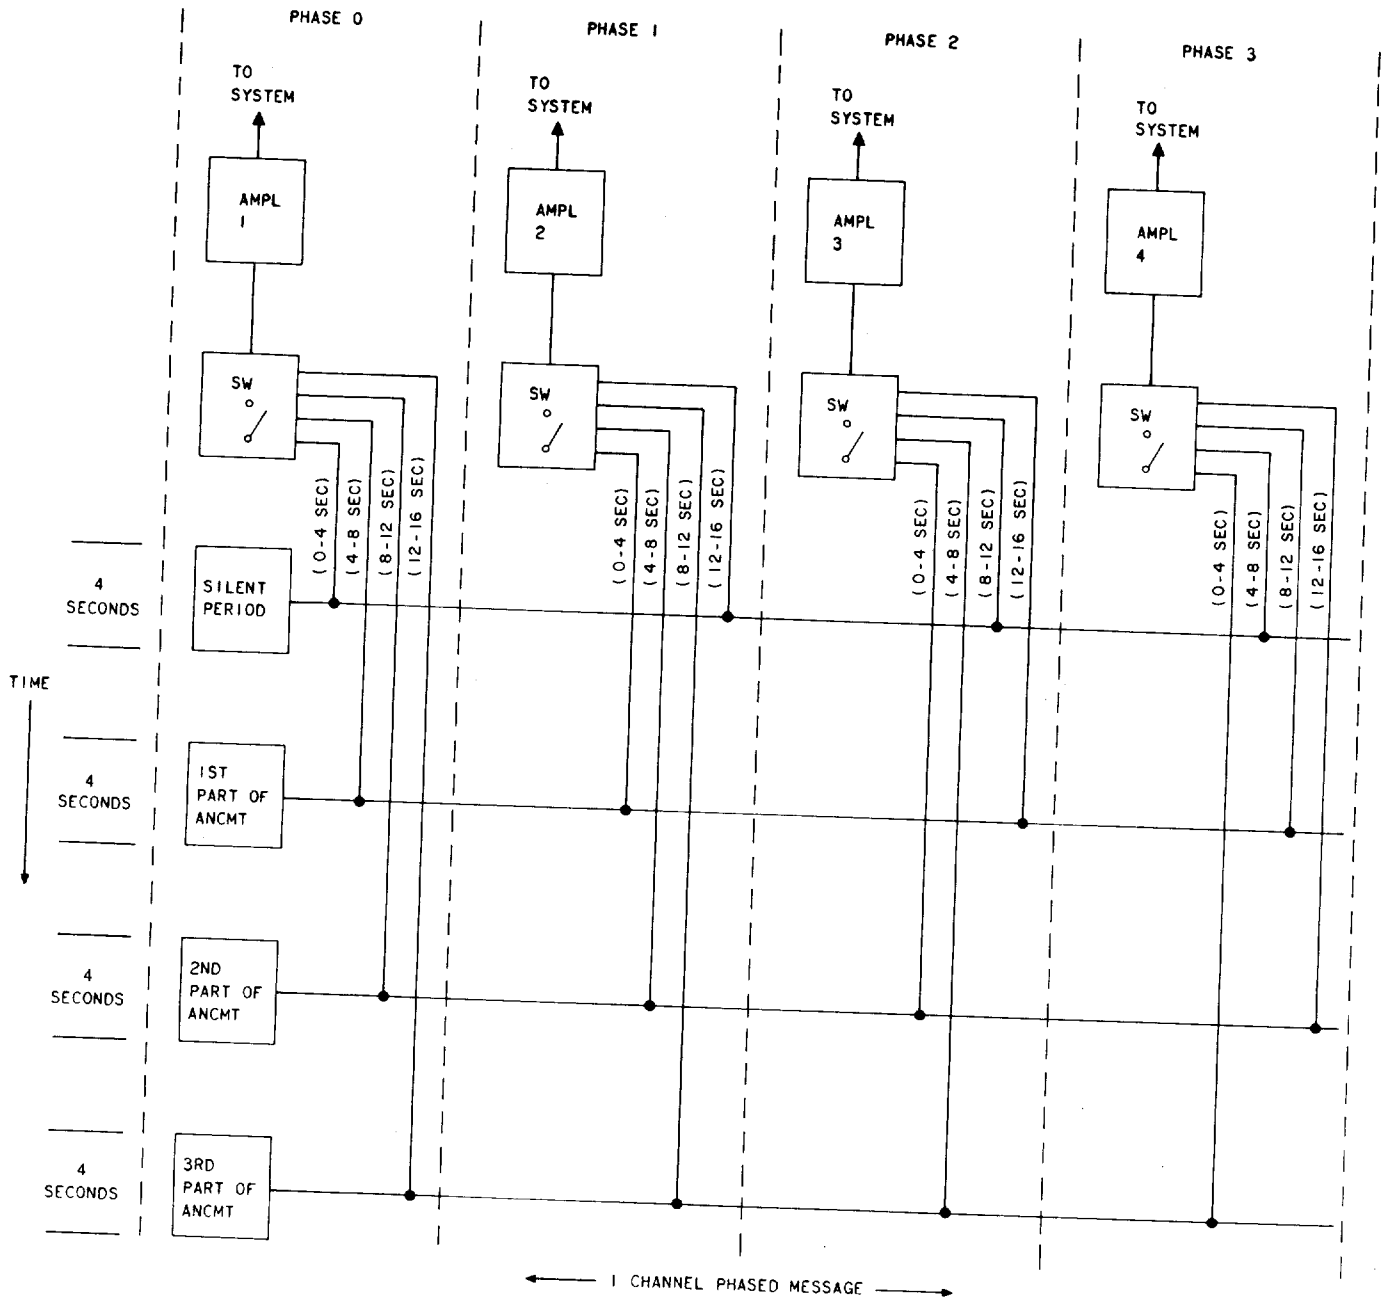 PHASE 0
PHASE 1
PHASE 2
PHASE 3
TO
SYSTEM
TO
SYSTEM
TO
SYSTEM
TO
SYSTEM
AMPL
1
AMPL
2
AMPL
3
AMPL
4
SW
SW
SW
SW
(0-4 SEC)
(4-8 SEC)
(8-12 SEC)
(12-16 SEC)
(0-4 SEC)
(4-8 SEC)
(8-12 SEC)
(12-16 SEC)
(0-4 SEC)
(4-8 SEC)
(8-12 SEC)
(12-16 SEC)
(0-4 SEC)
(4-8 SEC)
(8-12 SEC)
(12-16 SEC)
4
SECONDS
SILENT
PERIOD
TIME
4
SECONDS
1ST
PART OF
ANCMT
4
SECONDS
2ND
PART OF
ANCMT
4
SECONDS
3RD
PART OF
ANCMT
1 CHANNEL PHASED MESSAGE